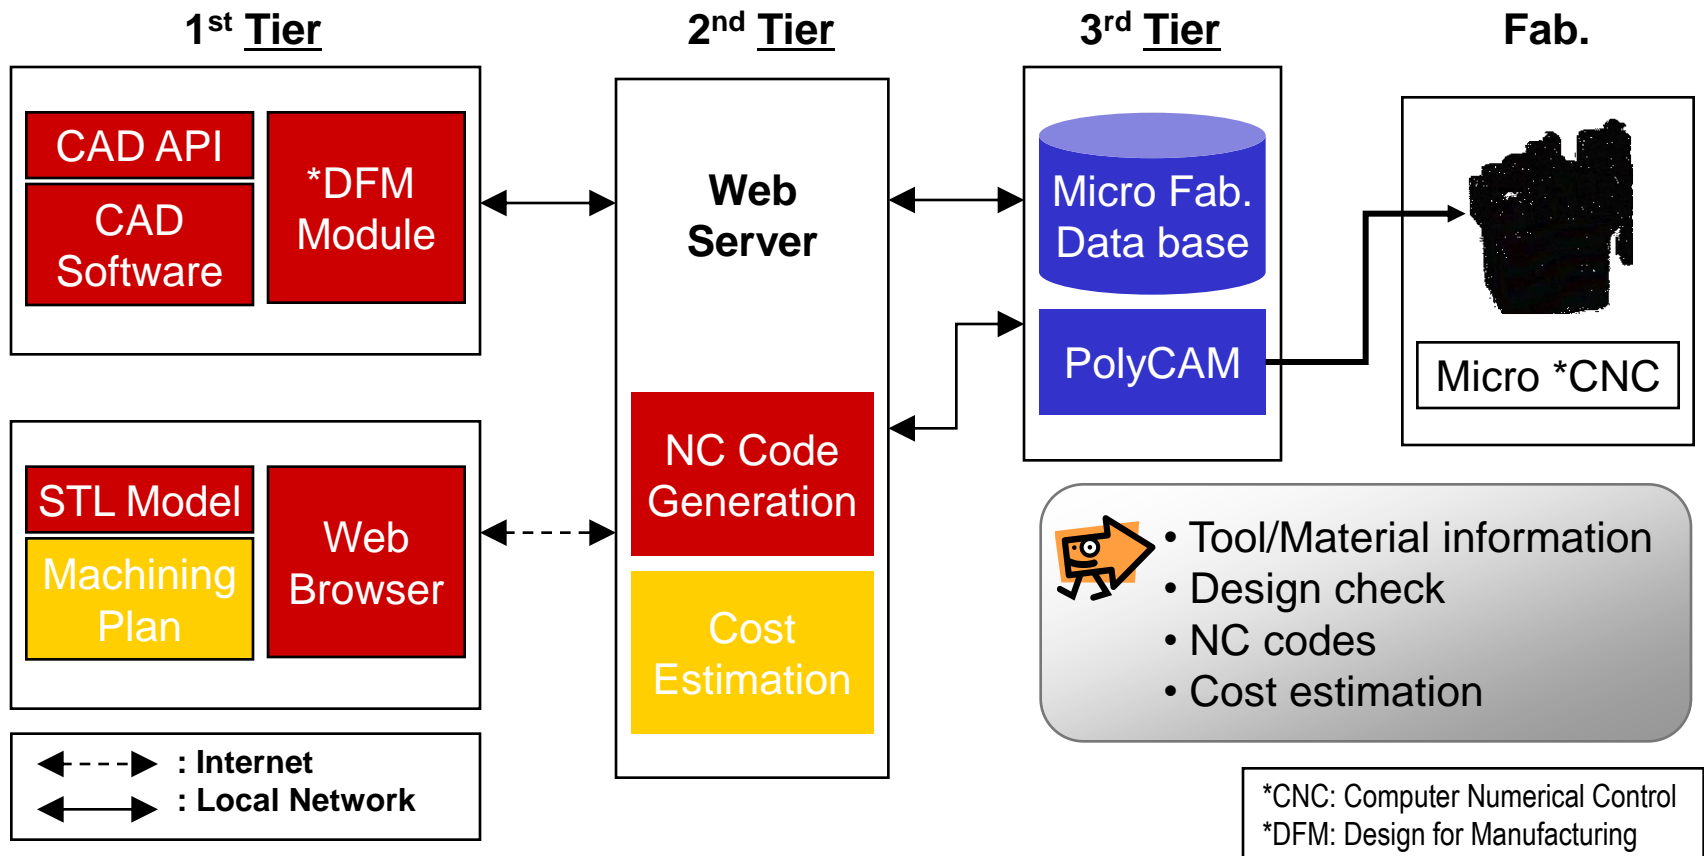 1st Tier
2nd Tier
3rd Tier
Fab.
CAD API
CAD
Software
*DFM
Module
Web
Server
Micro Fab.
Data base
PolyCAM
Micro *CNC
STL Model
Machining
Plan
Web
Browser
NC Code
Generation
Cost
Estimation
• Tool/Material information
• Design check
• NC codes
• Cost estimation
: Internet
: Local Network
*CNC: Computer Numerical Control
*DFM: Design for Manufacturing